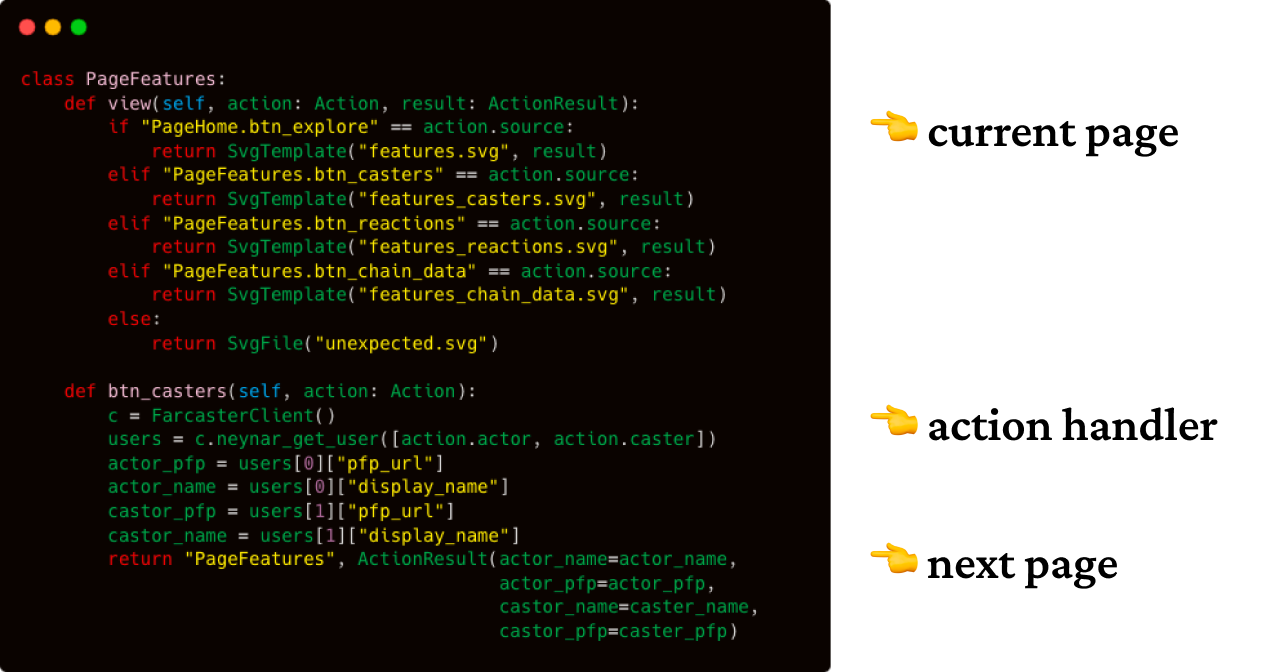 class PageFeatures:
    def view(self, action: Action, result: ActionResult):
        if "PageHome.btn_explore" == action.source:
            return SvgTemplate("features.svg", result)
        elif "PageFeatures.btn_casters" == action.source:
            return SvgTemplate("features_casters.svg", result)
        elif "PageFeatures.btn_reactions" == action.source:
            return SvgTemplate("features_reactions.svg", result)
        elif "PageFeatures.btn_chain_data" == action.source:
            return SvgTemplate("features_chain_data.svg", result)
        else:
            return SvgFile("unexpected.svg")
    def btn_casters(self, action: Action):
        c = FarcasterClient()
        users = c.neynar_get_user([action.actor, action.caster])
        actor_pfp = users[0]["pfp_url"]
        actor_name = users[0]["display_name"]
        castor_pfp = users[1]["pfp_url"]
        castor_name = users[1]["display_name"]
        return "PageFeatures", ActionResult(actor_name=actor_name,
                                            actor_pfp=actor_pfp,
                                            castor_name=caster_name,
                                            castor_pfp=caster_pfp)
👈 current page
👈 action handler
👈 next page